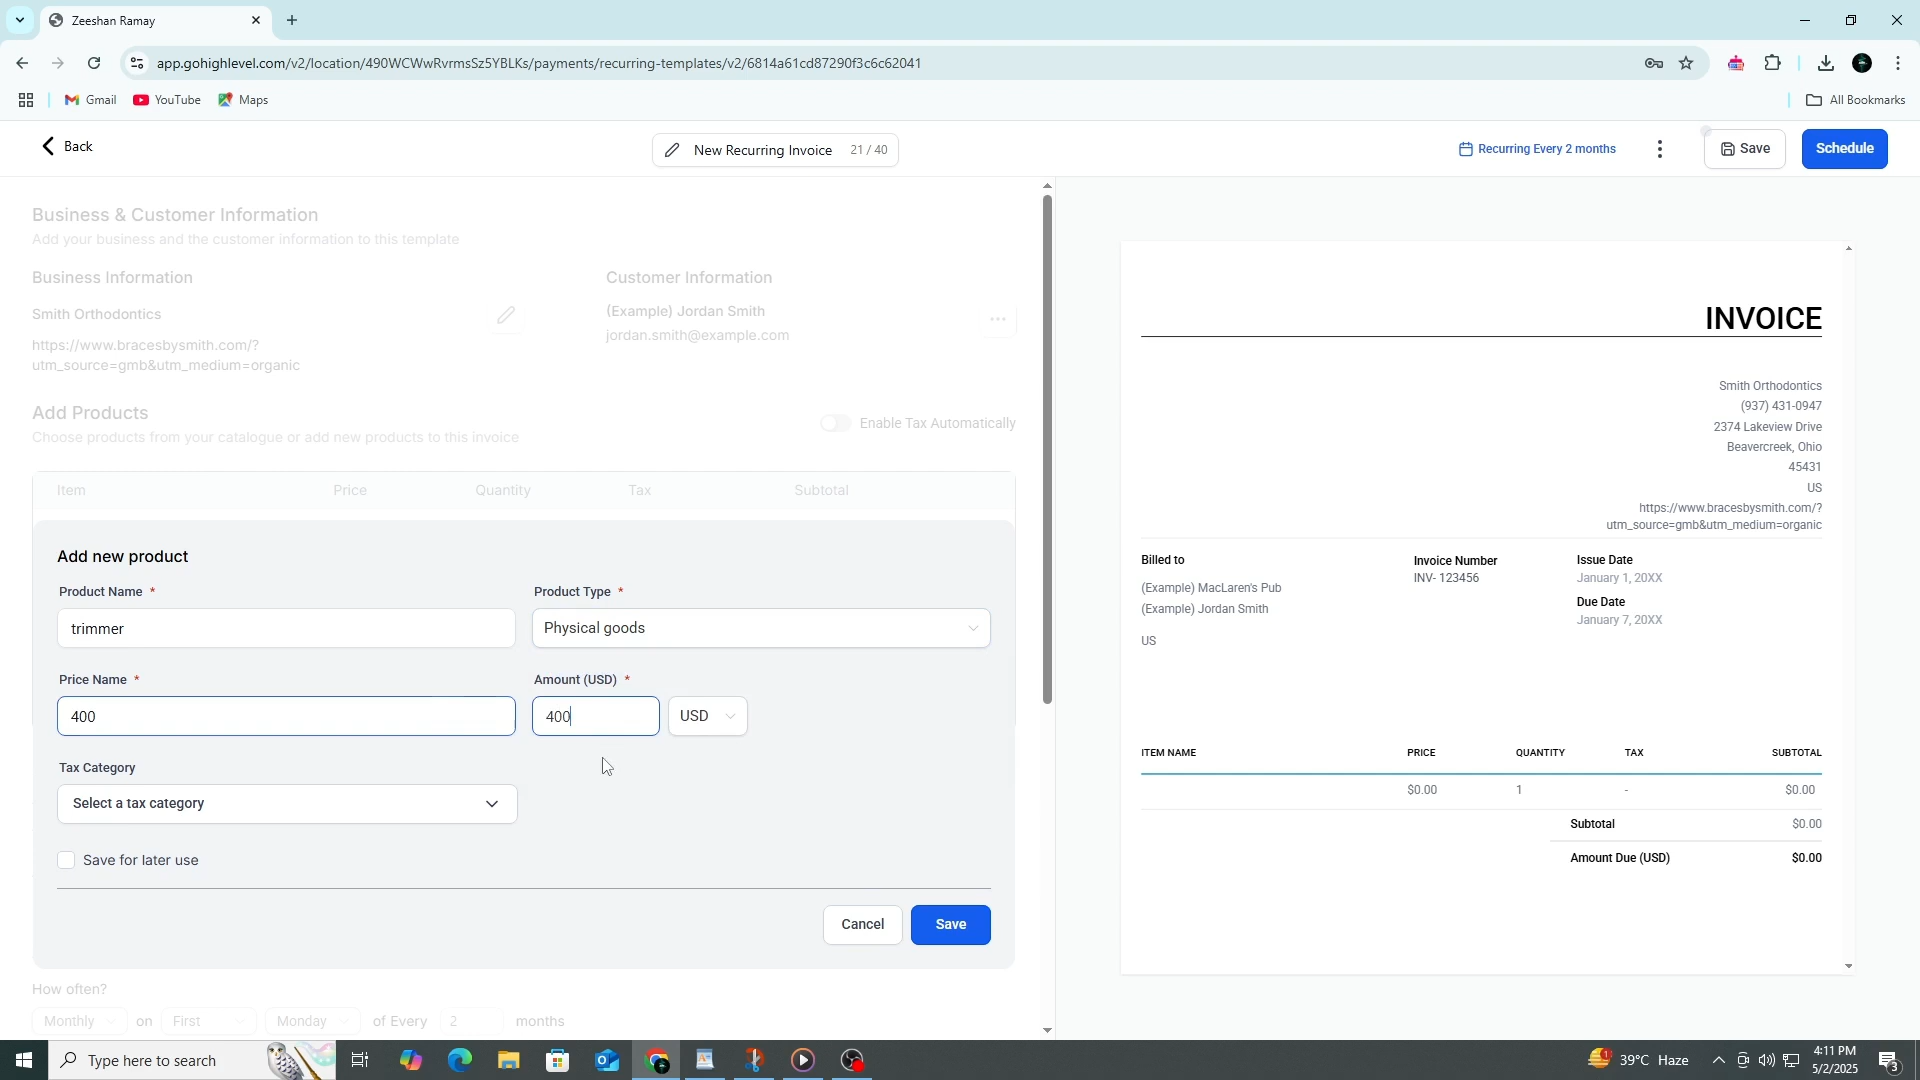 Zeeshan Ramay
app.gohighlevel.com/v2/location/490WCWwRvrmsSz5YBLKs/payments/recurring-templates/v2/6814a61cd87290f3c6c62041
Gmail
YouTube
Maps
All Bookmarks
Back
New Recurring Invoice 21 / 40
Recurring Every 2 months
Save
Schedule
Business & Customer Information
Add your business and the customer information to this template
Business Information
Smith Orthodontics
https://www.bracesbysmith.com/?
utm_source=gmb&utm_medium=organic
Customer Information
(Example) Jordan Smith
jordan.smith@example.com
Add Products
Choose products from your catalogue or add new products to this invoice
Enable Tax Automatically
Item Price Quantity Tax Subtotal
Add new product
Product Name *
trimmer
Product Type *
Physical goods
Price Name *
400
Amount (USD) *
400
USD
Tax Category
Select a tax category
Save for later use
Cancel
Save
How often?
Monthly on First Monday of Every 2 months
INVOICE
Smith Orthodontics
(937) 431-0947
2374 Lakeview Drive
Beavercreek, Ohio
45431
US
https://www.bracesbysmith.com/?
utm_source=gmb&utm_medium=organic
Billed to
(Example) MacLaren's Pub
(Example) Jordan Smith
US
Invoice Number
INV- 123456
Issue Date
January 1, 20XX
Due Date
January 7, 20XX
ITEM NAME PRICE QUANTITY TAX SUBTOTAL
$0.00 1 - $0.00
Subtotal $0.00
Amount Due (USD) $0.00
Type here to search
1
39°C Haze
4:11 PM
5/2/2025
3